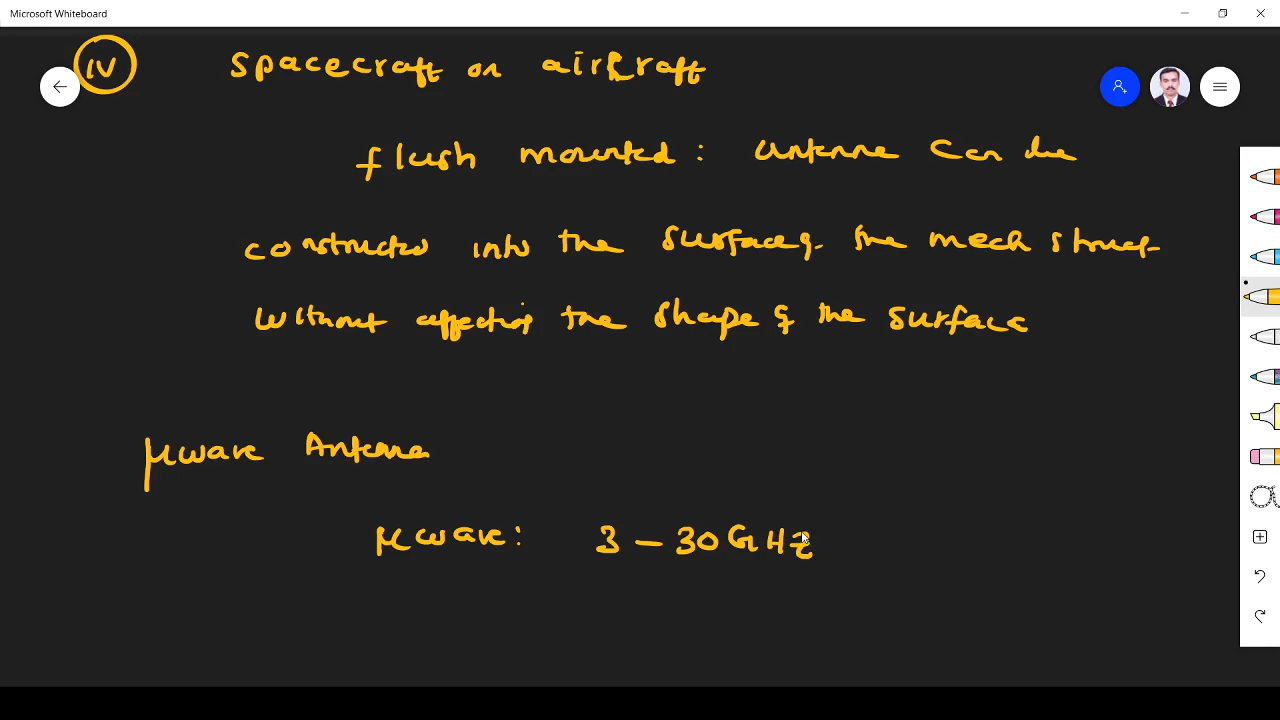 Microsoft Whiteboard
IV spacecraft or aircraft
flush mounted: antenna can be
constructed into the surface of the mech struct
without affecting the shape of the surface
μwave Antenna
μwave: 3 - 30 GHz